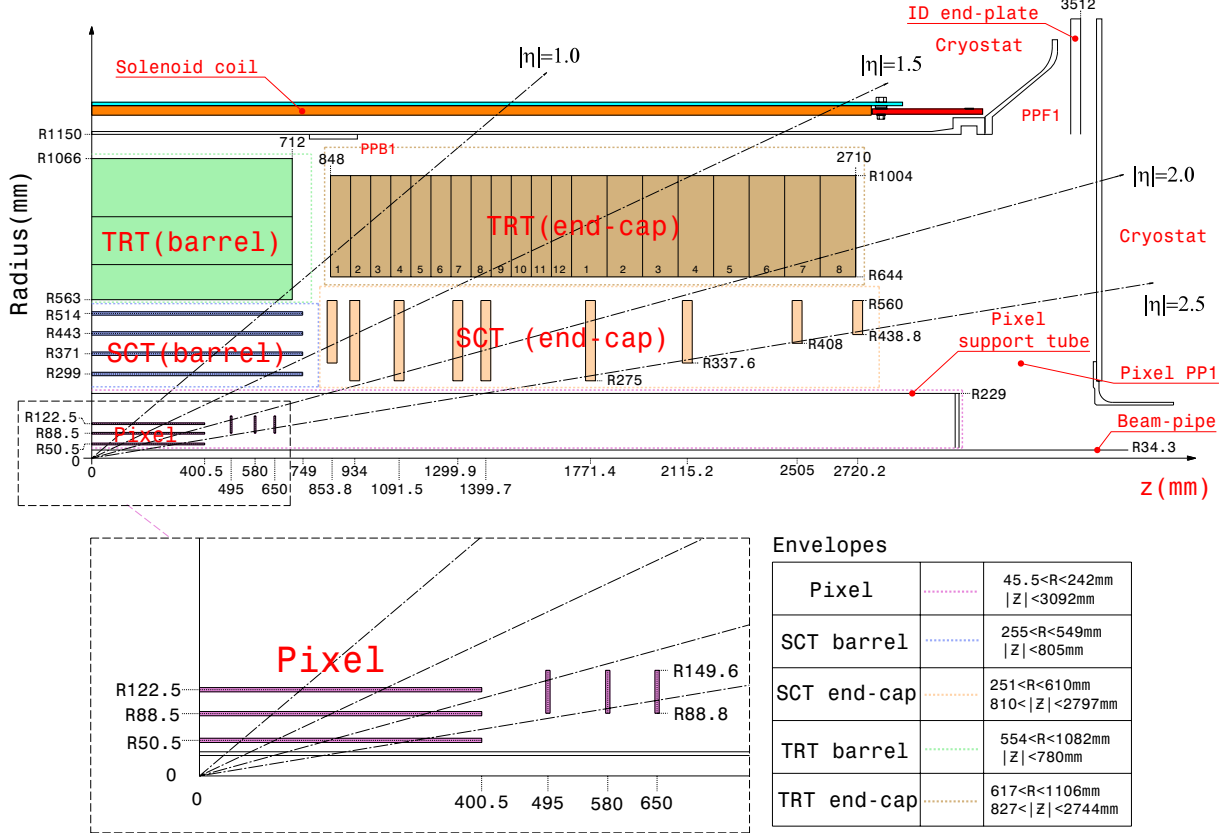 3512
ID end-plate
Cryostat
|η|=1.0
|η|=1.5
Solenoid coil
PPF1
R1150
PPB1
712
848
2710
R1066
R1004
|η|=2.0
TRT(barrel)
TRT(end-cap)
Cryostat
Radius(mm)
1 2 3 4 5 6 7 8 9 10 11 12 1 2 3 4 5 6 7 8
R644
R563
R560
|η|=2.5
R514
R443
SCT(barrel)
SCT (end-cap)
R438.8
R408
Pixel
support tube
R371
R337.6
R299
R275
Pixel PP1
R229
R122.5
R88.5
Pixel
R50.5
Beam-pipe
R34.3
0
0
400.5
495
580
650
749
853.8
934
1091.5
1299.9
1399.7
1771.4
2115.2
2505
2720.2
z(mm)
Pixel
R149.6
R122.5
R88.5
R88.8
R50.5
0
0
400.5
495
580
650
Envelopes
Pixel
45.5<R<242mm
|Z|<3092mm
SCT barrel
255<R<549mm
|Z|<805mm
SCT end-cap
251<R<610mm
810<|Z|<2797mm
TRT barrel
554<R<1082mm
|Z|<780mm
TRT end-cap
617<R<1106mm
827<|Z|<2744mm